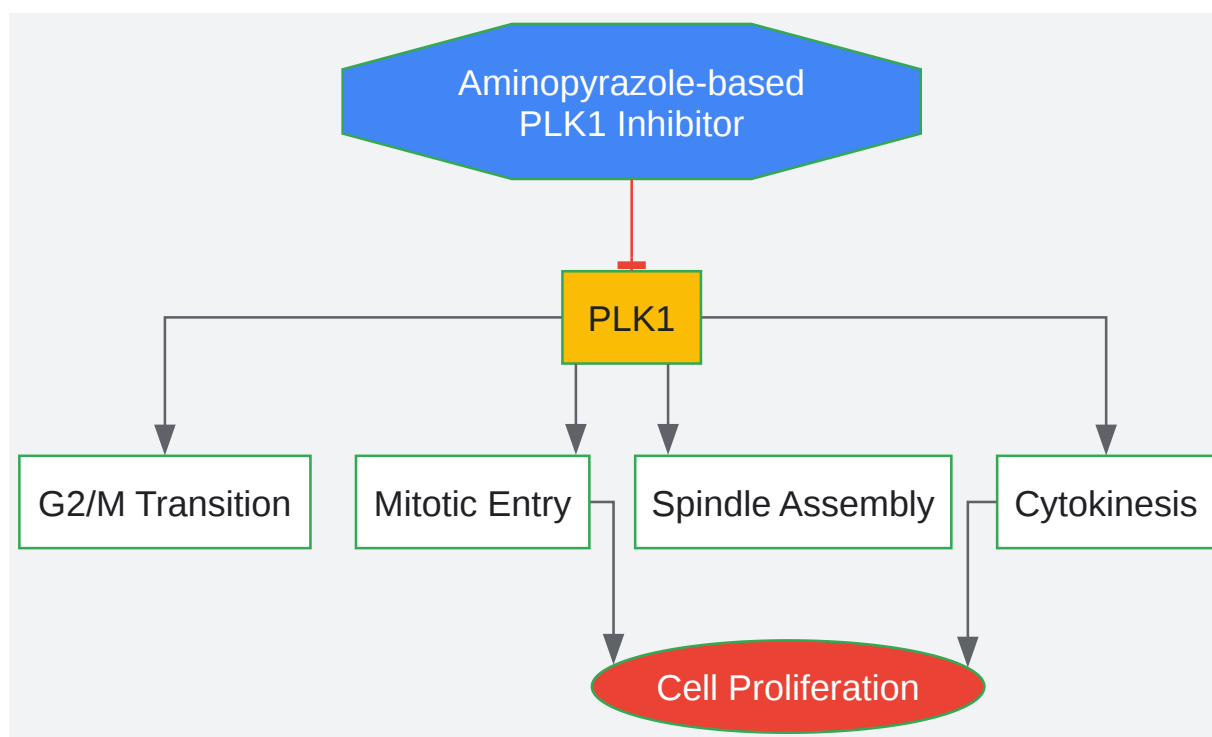 Aminopyrazole-based
PLK1 Inhibitor
PLK1
G2/M Transition
Mitotic Entry
Spindle Assembly
Cytokinesis
Cell Proliferation